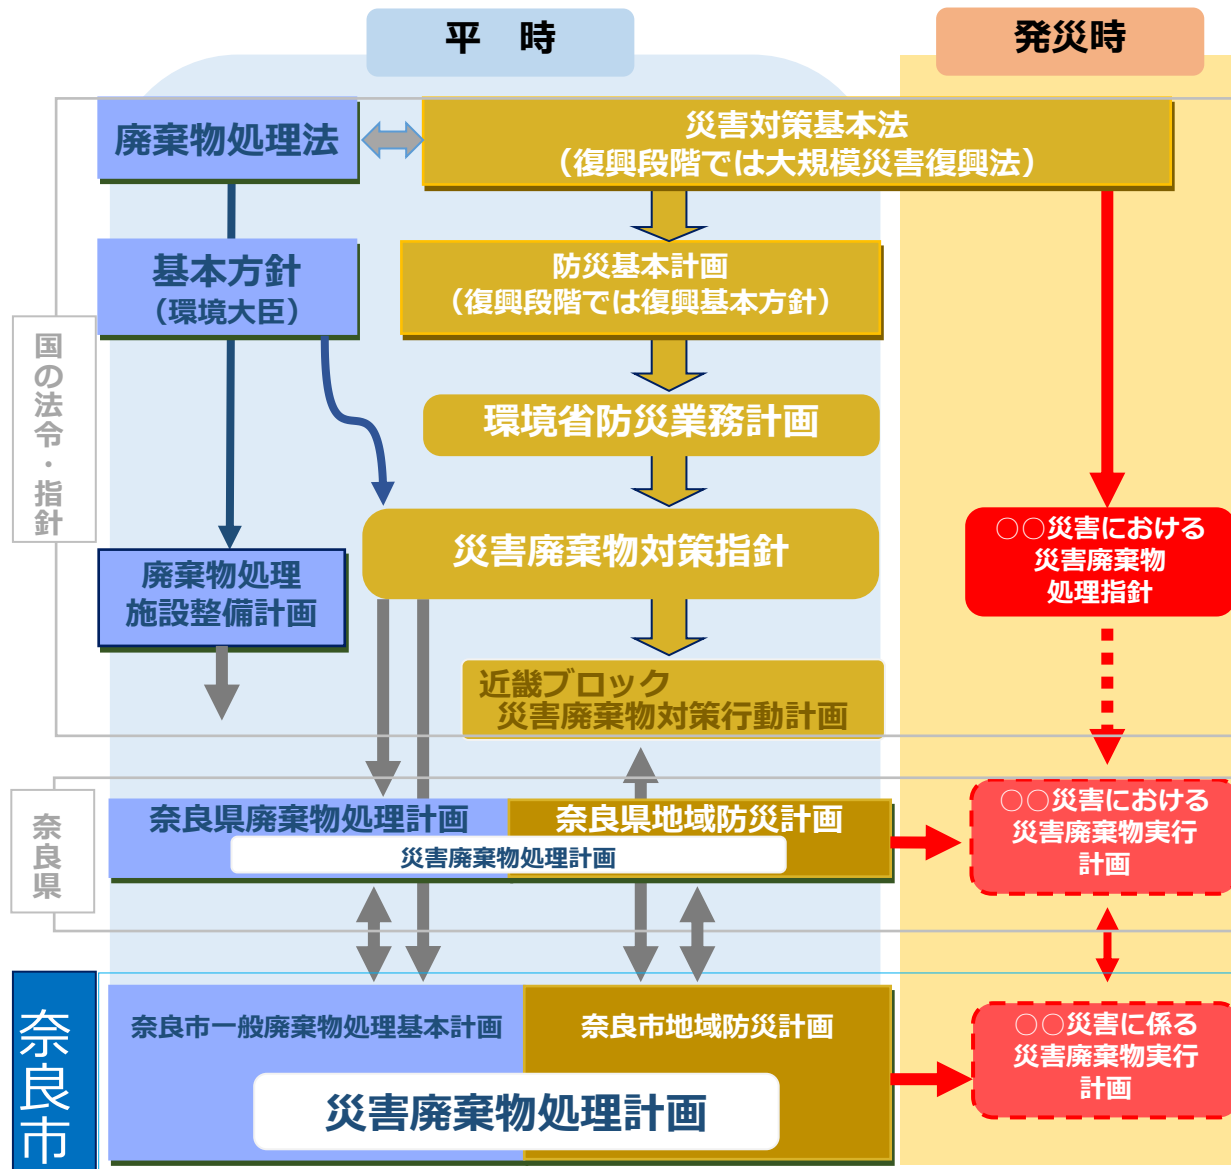 平　時
発災時
廃棄物処理法
災害対策基本法
（復興段階では大規模災害復興法）
基本方針
（環境大臣）
防災基本計画
（復興段階では復興基本方針）
国の法令・指針
環境省防災業務計画
災害廃棄物対策指針
○○災害における
災害廃棄物
処理指針
廃棄物処理
施設整備計画
近畿ブロック
災害廃棄物対策行動計画
奈良県
奈良県廃棄物処理計画
奈良県地域防災計画
災害廃棄物処理計画
○○災害における
災害廃棄物実行
計画
奈良市
奈良市一般廃棄物処理基本計画
奈良市地域防災計画
災害廃棄物処理計画
○○災害に係る
災害廃棄物実行
計画